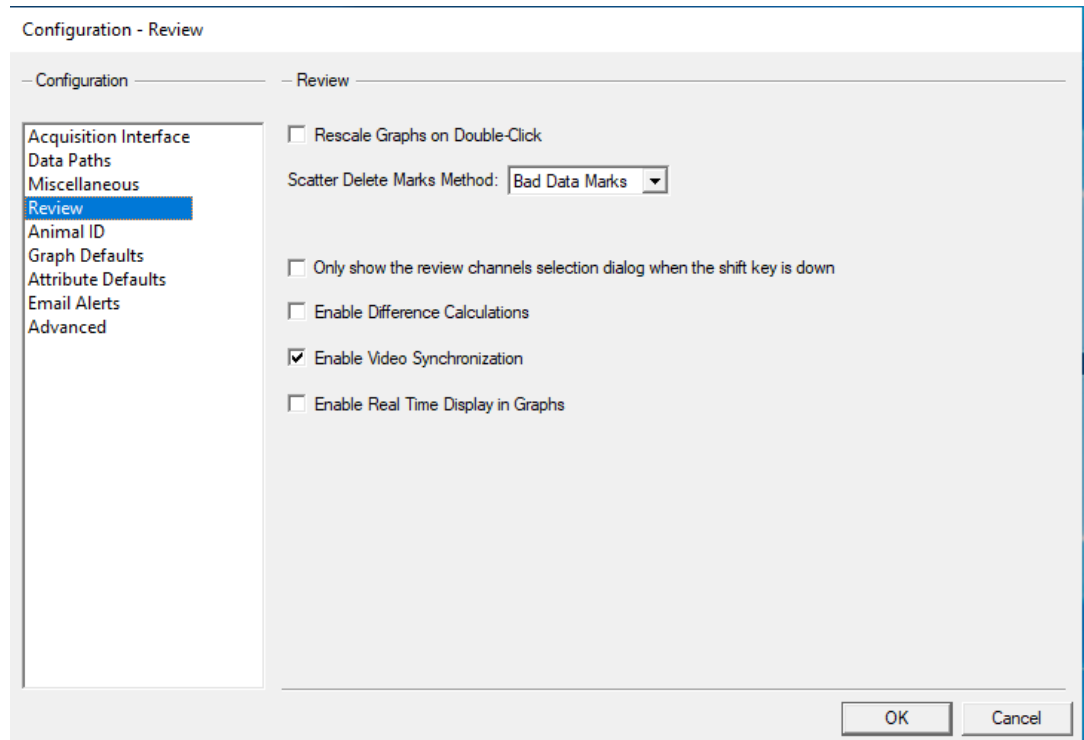 Configuration - Review
Configuration
Acquisition Interface
Data Paths
Miscellaneous
Review
Animal ID
Graph Defaults
Attribute Defaults
Email Alerts
Advanced
Review
Rescale Graphs on Double-Click
Scatter Delete Marks Method: Bad Data Marks
Only show the review channels selection dialog when the shift key is down
Enable Difference Calculations
Enable Video Synchronization
Enable Real Time Display in Graphs
OK Cancel